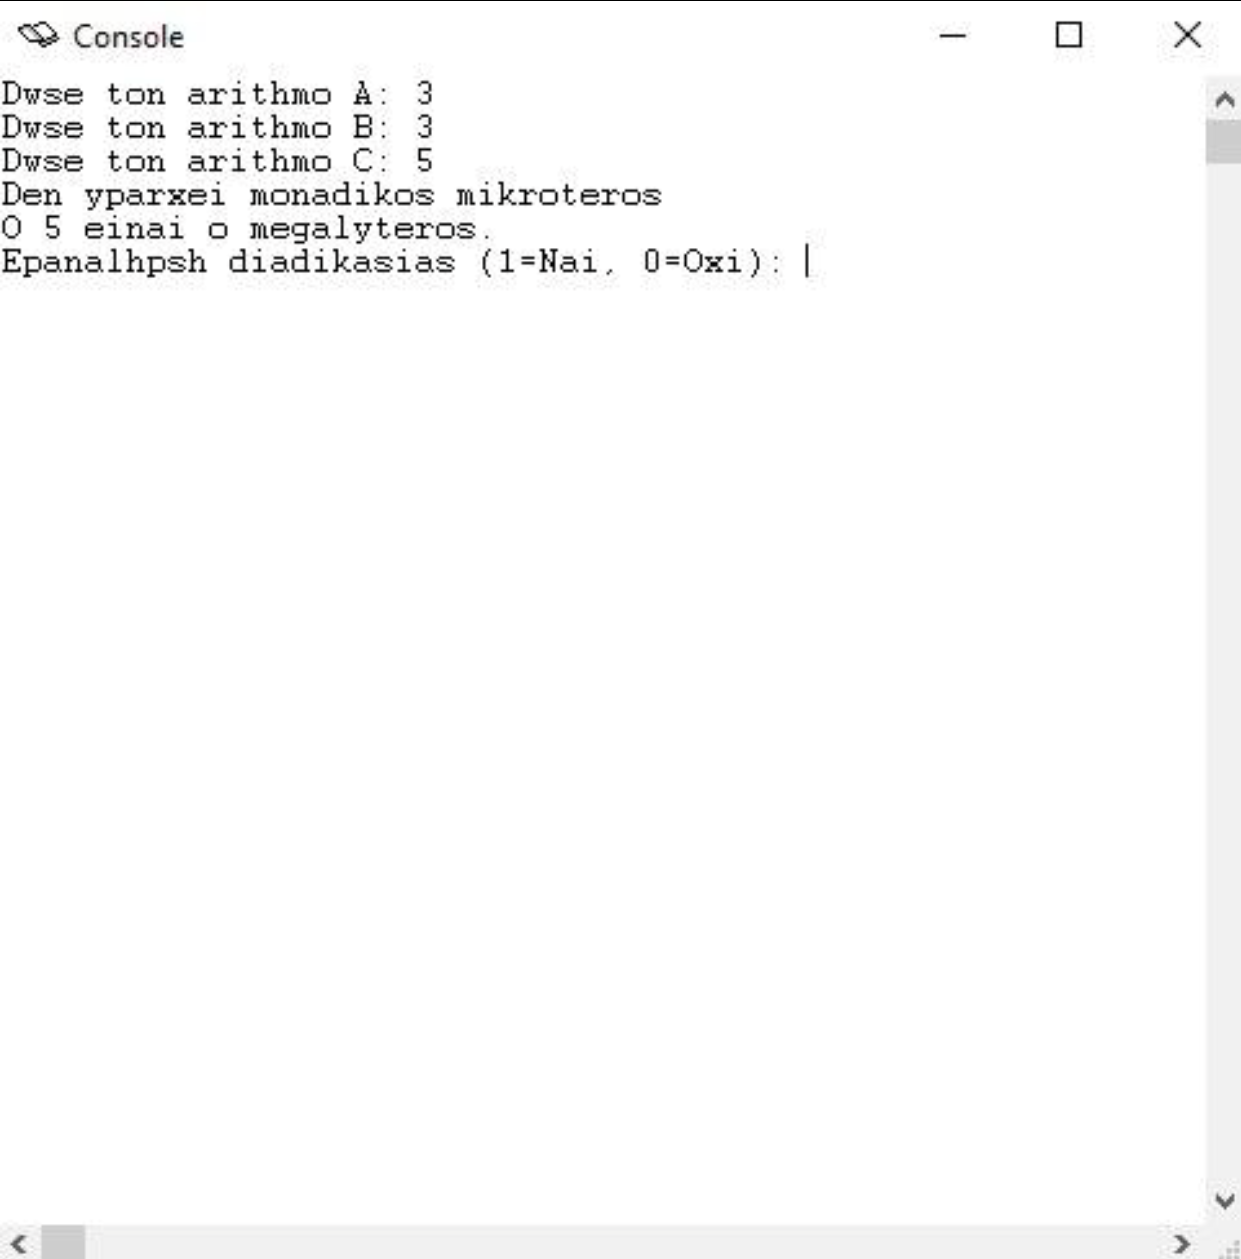 Console
Dwse ton arithmo A: 3
Dwse ton arithmo B: 3
Dwse ton arithmo C: 5
Den yparxei monadikos mikroteros
O 5 einai o megalyteros.
Epanalhpsh diadikasias (1=Nai, 0=Oxi):